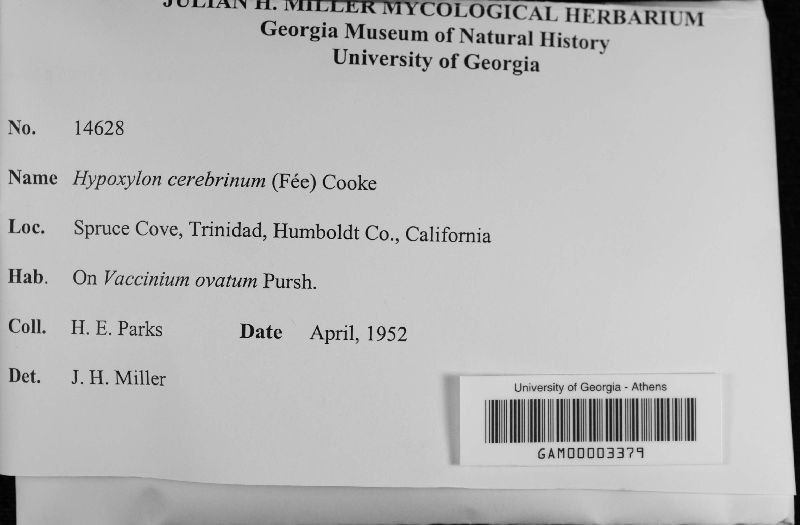 JULIAN H. MILLER MYCOLOGICAL HERBARIUM
Georgia Museum of Natural History
University of Georgia
No. 14628
Name Hypoxylon cerebrinum (Fée) Cooke
Loc. Spruce Cove, Trinidad, Humboldt Co., California
Hab. On Vaccinium ovatum Pursh.
Coll. H. E. Parks Date April, 1952
Det. J. H. Miller
University of Georgia - Athens
GAM00003379